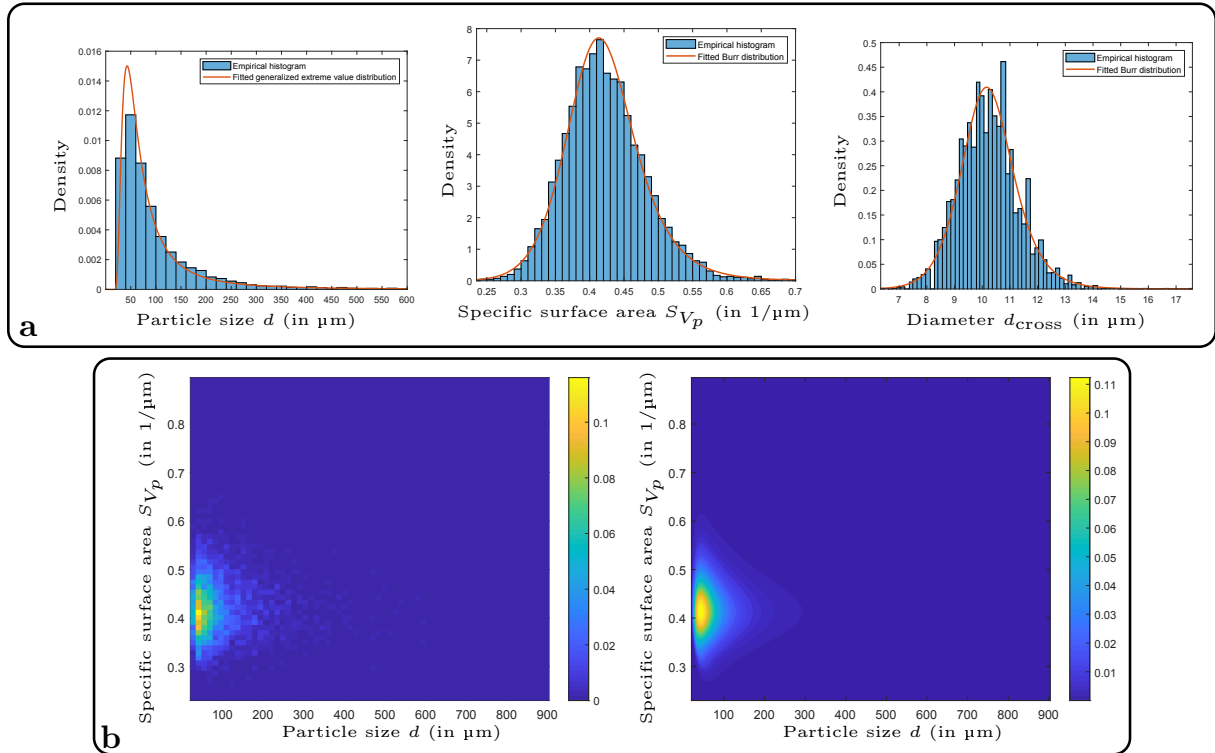 0.016
0.014
0.012
0.01
0.008
0.006
0.004
0.002
0
Density
50 100 150 200 250 300 350 400 450 500 550 600
Particle size d (in µm)
Empirical histogram
Fitted generalized extreme value distribution
8
7
6
5
4
3
2
1
0
Density
0.25 0.3 0.35 0.4 0.45 0.5 0.55 0.6 0.65 0.7
Specific surface area S_{V_p} (in 1/µm)
Empirical histogram
Fitted Burr distribution
0.5
0.45
0.4
0.35
0.3
0.25
0.2
0.15
0.1
0.05
0
Density
7 8 9 10 11 12 13 14 15 16 17
Diameter d_{cross} (in µm)
Empirical histogram
Fitted Burr distribution
a
0.8
0.7
0.6
0.5
0.4
0.3
Specific surface area S_{V_p} (in 1/µm)
100 200 300 400 500 600 700 800 900
Particle size d (in µm)
0.1
0.08
0.06
0.04
0.02
0
0.8
0.7
0.6
0.5
0.4
0.3
Specific surface area S_{V_p} (in 1/µm)
100 200 300 400 500 600 700 800 900
Particle size d (in µm)
0.11
0.1
0.09
0.08
0.07
0.06
0.05
0.04
0.03
0.02
0.01
b